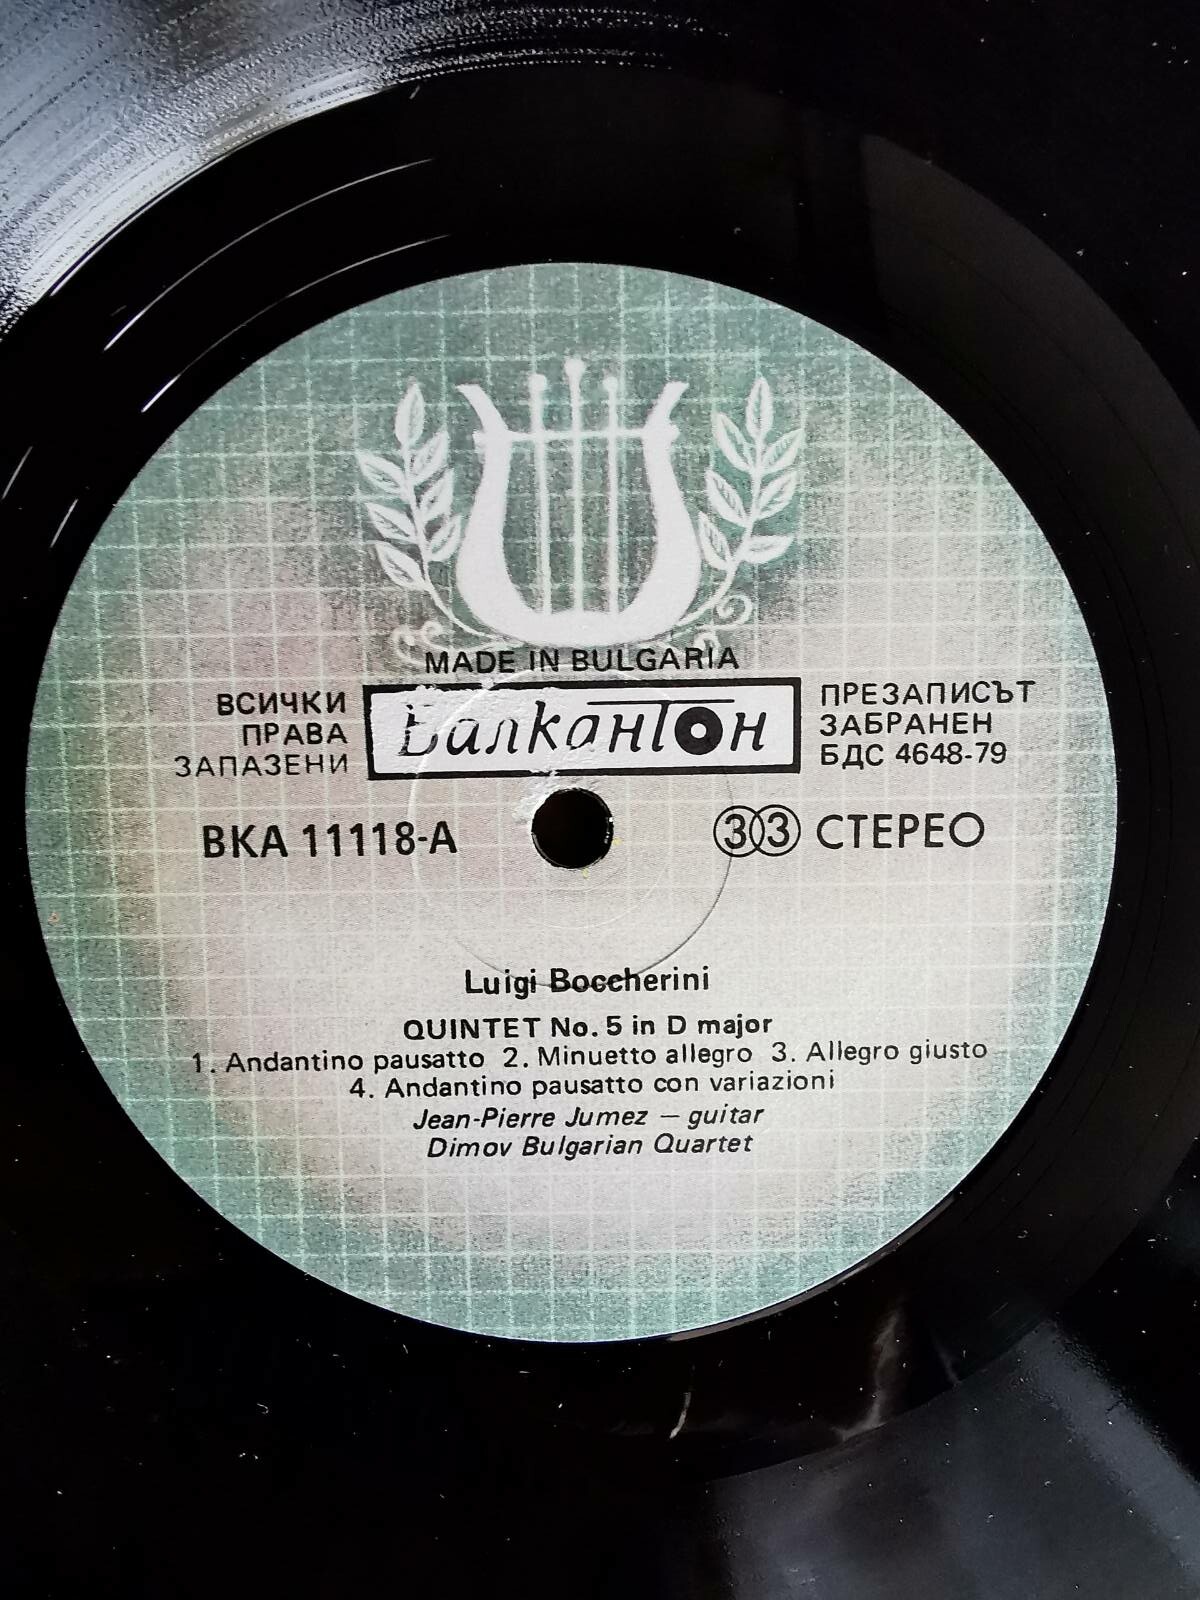 MADE IN BULGARIA
ВСИЧКИ
ПРАВА
ЗАПАЗЕНИ
Балкантон
ПРЕЗАПИСЪТ
ЗАБРАНЕН
БДС 4648-79
ВКА 11118-А
33 СТЕРЕО
Luigi Boccherini
QUINTET No. 5 in D major
1. Andantino pausatto 2. Minuetto allegro 3. Allegro giusto
4. Andantino pausatto con variazioni
Jean-Pierre Jumez — guitar
Dimov Bulgarian Quartet